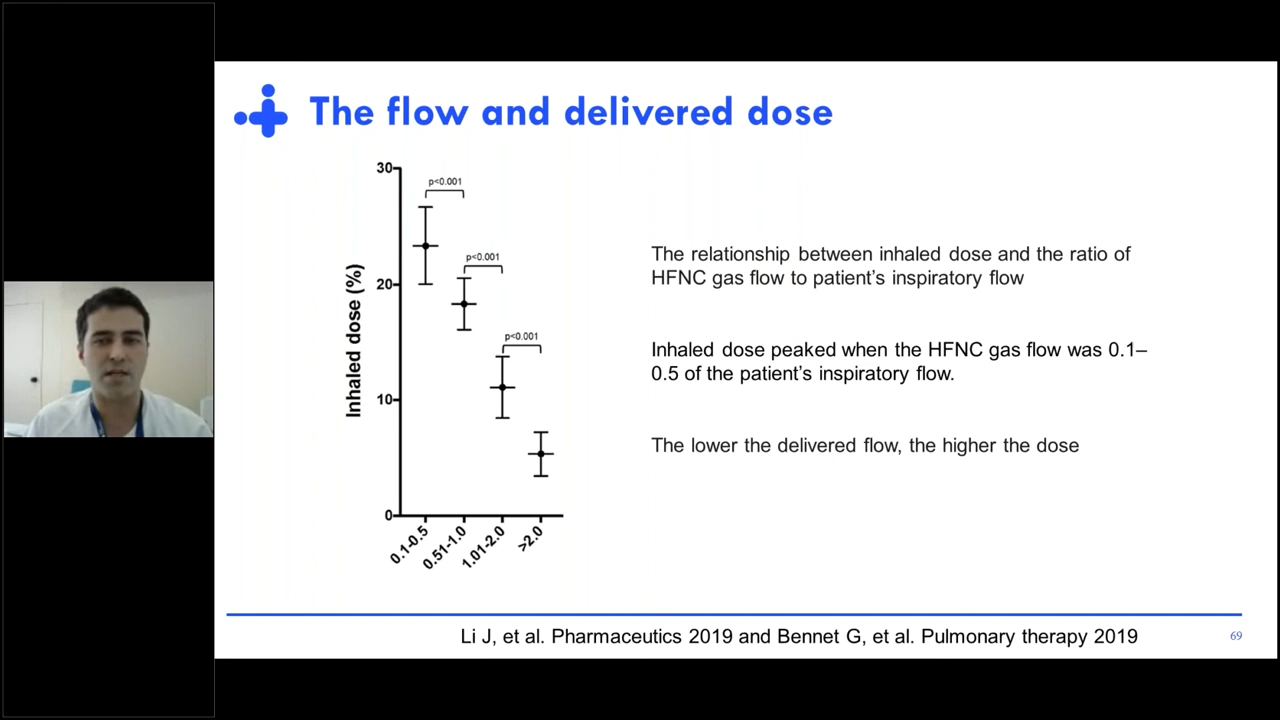 The flow and delivered dose
30
p<0.001
p<0.001
20
p<0.001
10
0
Inhaled dose (%)
0.1-0.5
0.51-1.0
1.01-2.0
>2.0
The relationship between inhaled dose and the ratio of
HFNC gas flow to patient’s inspiratory flow
Inhaled dose peaked when the HFNC gas flow was 0.1–
0.5 of the patient’s inspiratory flow.
The lower the delivered flow, the higher the dose
Li J, et al. Pharmaceutics 2019 and Bennet G, et al. Pulmonary therapy 2019
69